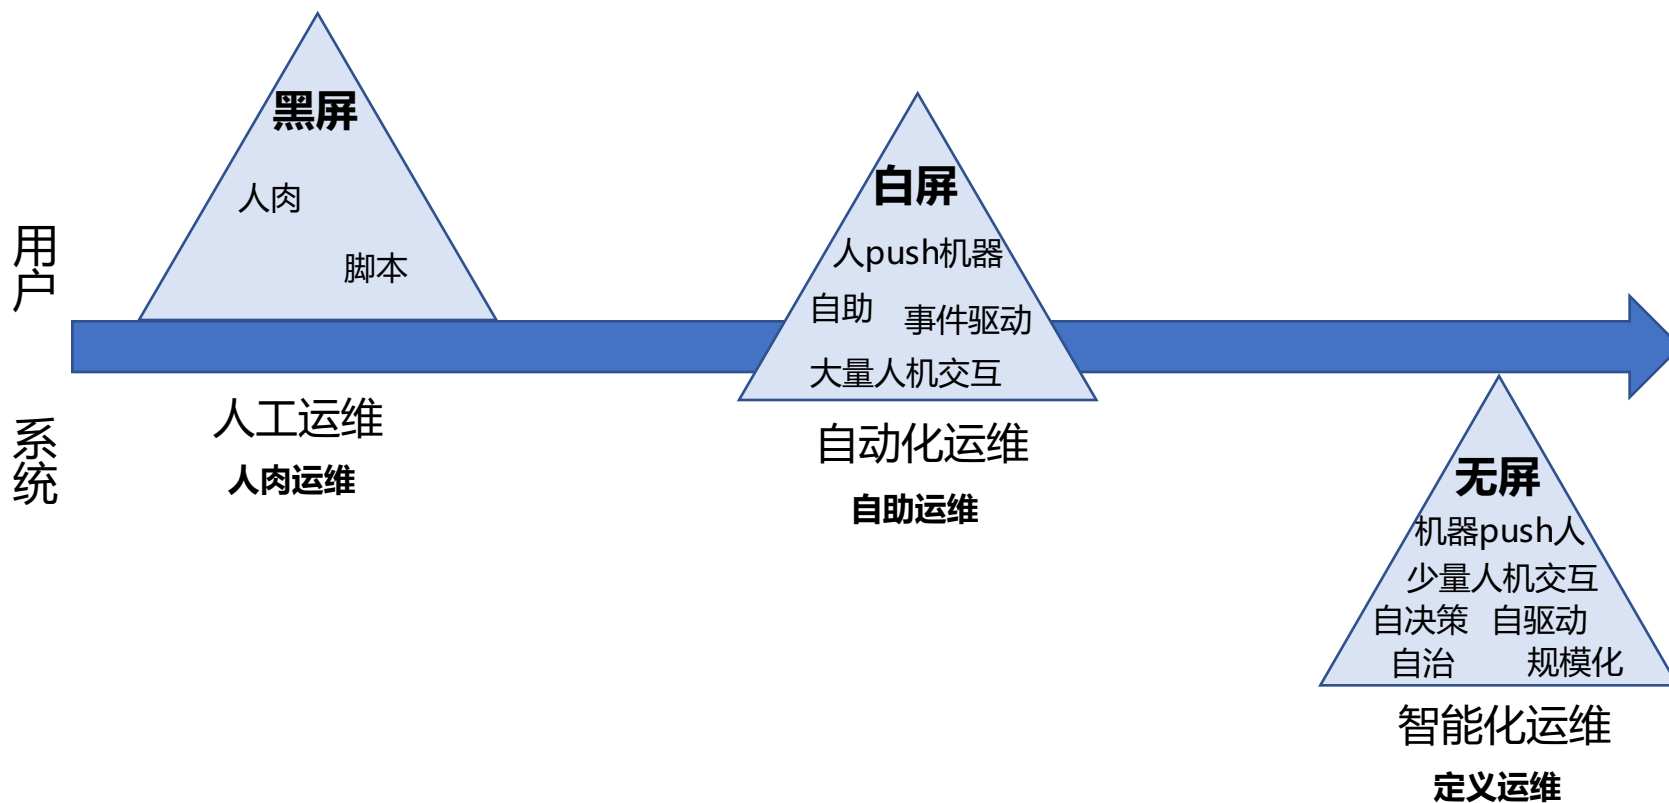 用户
系统
黑屏
人肉
脚本
人工运维
人肉运维
白屏
人push机器
自助
事件驱动
大量人机交互
自动化运维
自助运维
无屏
机器push人
少量人机交互
自决策 自驱动
自治 规模化
智能化运维
定义运维